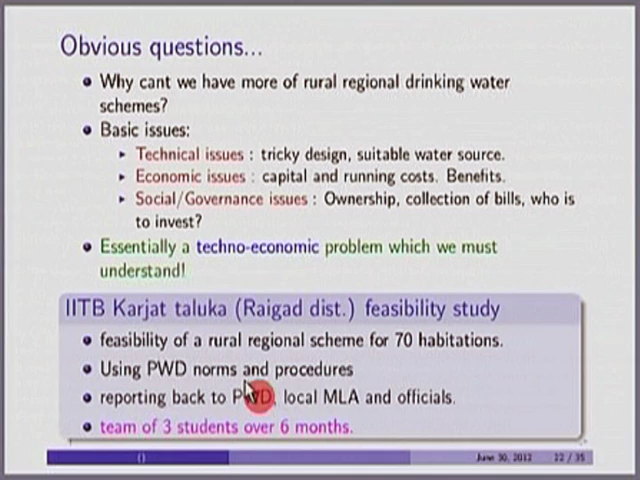 Obvious questions...
Why cant we have more of rural regional drinking water
schemes?
Basic issues:
Technical issues : tricky design, suitable water source.
Economic issues : capital and running costs. Benefits.
Social/Governance issues : Ownership, collection of bills, who is
to invest?
Essentially a techno-economic problem which we must
understand!
IITB Karjat taluka (Raigad dist.) feasibility study
feasibility of a rural regional scheme for 70 habitations.
Using PWD norms and procedures
reporting back to PWD, local MLA and officials.
team of 3 students over 6 months.
() June 30, 2012 22 / 35